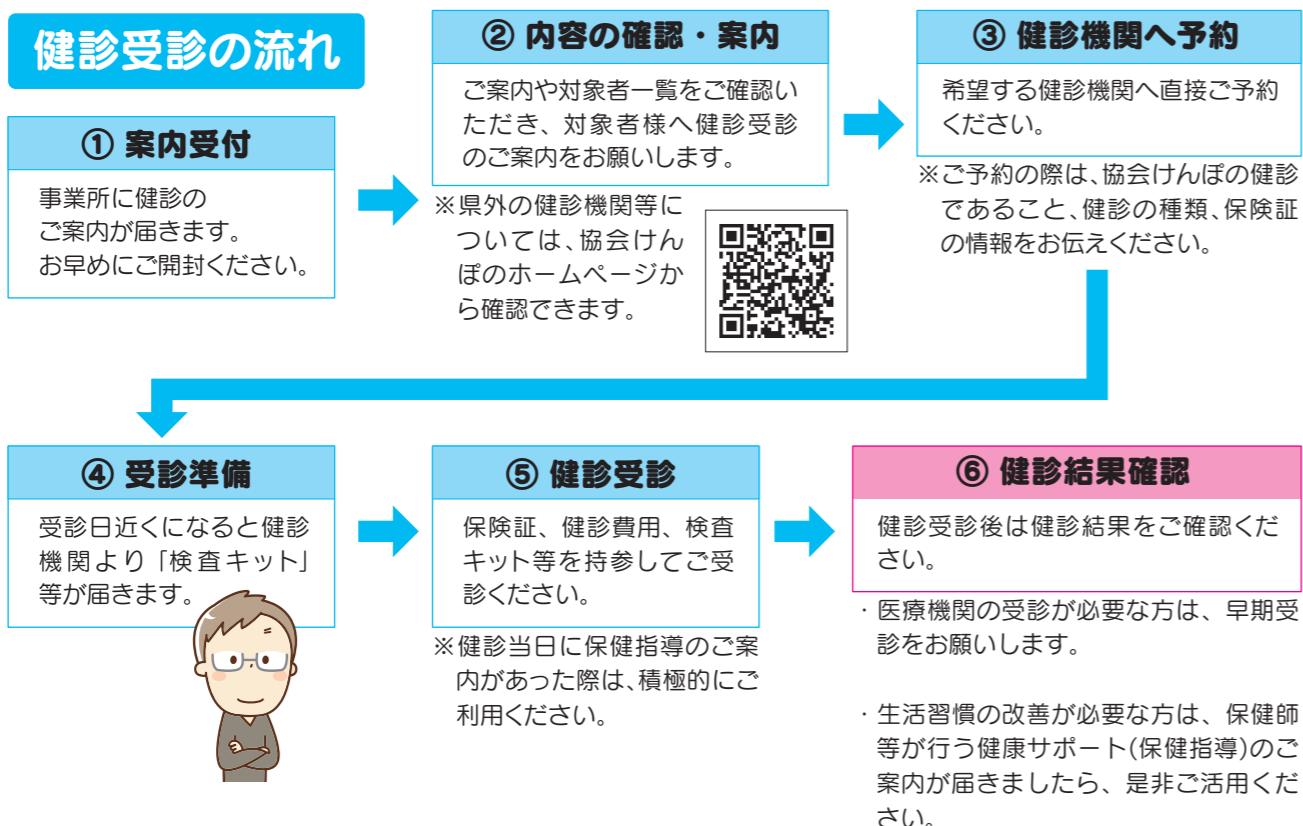 健診受診の流れ
① 案内受付
事業所に健診の
ご案内が届きます。
お早めにご開封ください。
② 内容の確認・案内
ご案内や対象者一覧をご確認い
ただき、対象者様へ健診受診
のご案内をお願いします。
※県外の健診機関等に
ついては、協会けん
ぽのホームページか
ら確認できます。
③ 健診機関へ予約
希望する健診機関へ直接ご予約
ください。
※ご予約の際は、協会けんぽの健診
であること、健診の種類、保険証
の情報をお伝えください。
④ 受診準備
受診日近くになると健診
機関より「検査キット」
等が届きます。
⑤ 健診受診
保険証、健診費用、検査
キット等を持参してご受
診ください。
※健診当日に保健指導のご案
内があった際は、積極的にご
利用ください。
⑥ 健診結果確認
健診受診後は健診結果をご確認くだ
さい。
・医療機関の受診が必要な方は、早期受
診をお願いします。
・生活習慣の改善が必要な方は、保健師
等が行う健康サポート(保健指導)のご
案内が届きましたら、是非ご活用くだ
さい。